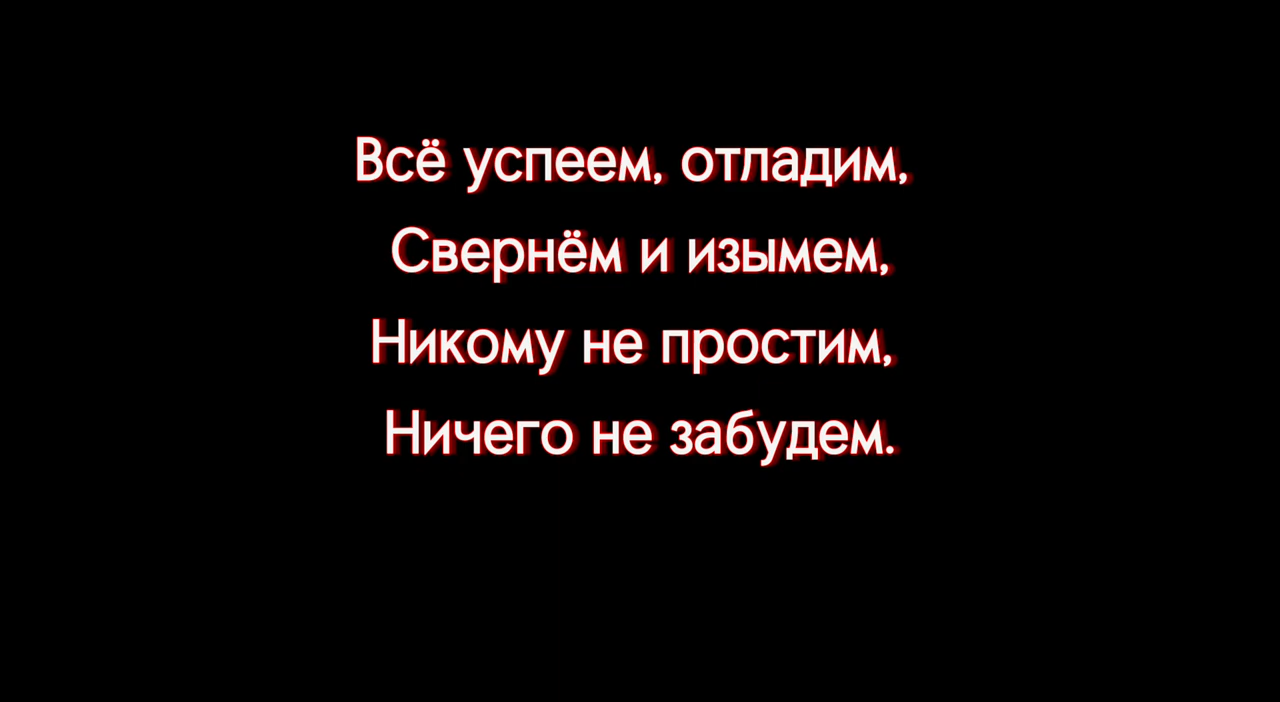 Всё успеем, отладим,
Свернём и изымем,
Никому не простим,
Ничего не забудем.